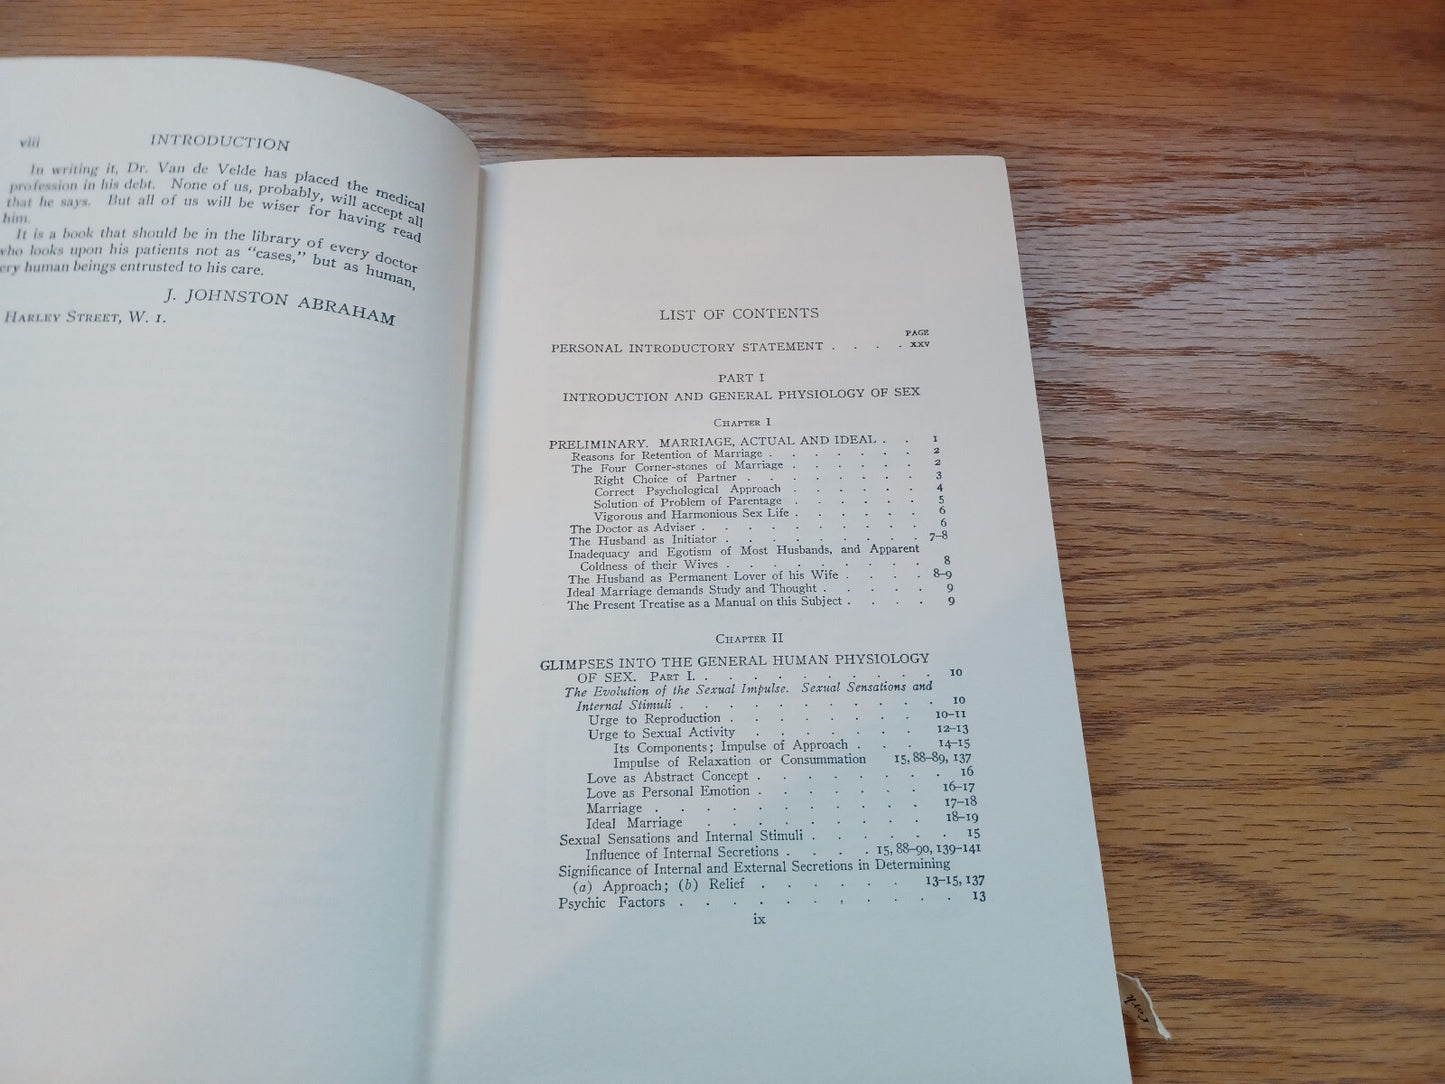 viii INTRODUCTION
In writing it, Dr. Van de Velde has placed the medical
profession in his debt. None of us, probably, will accept all
that he says. But all of us will be wiser for having read
him.
It is a book that should be in the library of every doctor
who looks upon his patients not as "cases," but as human,
ery human beings entrusted to his care.
J. JOHNSTON ABRAHAM
HARLEY STREET, W. 1.
LIST OF CONTENTS
PAGE
PERSONAL INTRODUCTORY STATEMENT . . . . xxv
PART I
INTRODUCTION AND GENERAL PHYSIOLOGY OF SEX
CHAPTER I
PRELIMINARY. MARRIAGE, ACTUAL AND IDEAL . . 1
Reasons for Retention of Marriage . . . . . . 2
The Four Corner-stones of Marriage . . . . . . 2
Right Choice of Partner . . . . . . . 3
Correct Psychological Approach . . . . . 4
Solution of Problem of Parentage . . . . . 5
Vigorous and Harmonious Sex Life . . . . . 6
The Doctor as Adviser . . . . . . . . . 6
The Husband as Initiator . . . . . . . . 7-8
Inadequacy and Egotism of Most Husbands, and Apparent
Coldness of their Wives . . . . . . . . 8
The Husband as Permanent Lover of his Wife . . . . 8-9
Ideal Marriage demands Study and Thought . . . . . 9
The Present Treatise as a Manual on this Subject . . . . 9
CHAPTER II
GLIMPSES INTO THE GENERAL HUMAN PHYSIOLOGY
OF SEX. PART I. . . . . . . . . . 10
The Evolution of the Sexual Impulse. Sexual Sensations and
Internal Stimuli . . . . . . . . . . 10
Urge to Reproduction . . . . . . . 10-11
Urge to Sexual Activity . . . . . . . 12-13
Its Components; Impulse of Approach . . . 14-15
Impulse of Relaxation or Consummation 15, 88-89, 137
Love as Abstract Concept . . . . . . . 16
Love as Personal Emotion . . . . . . 16-17
Marriage . . . . . . . . . . 17-18
Ideal Marriage . . . . . . . . . 18-19
Sexual Sensations and Internal Stimuli . . . . . . 15
Influence of Internal Secretions . . . . 15, 88-90, 139-141
Significance of Internal and External Secretions in Determining
(a) Approach; (b) Relief . . . . . . 13-15, 137
Psychic Factors . . . . . . . . . . . 13
ix
Cork